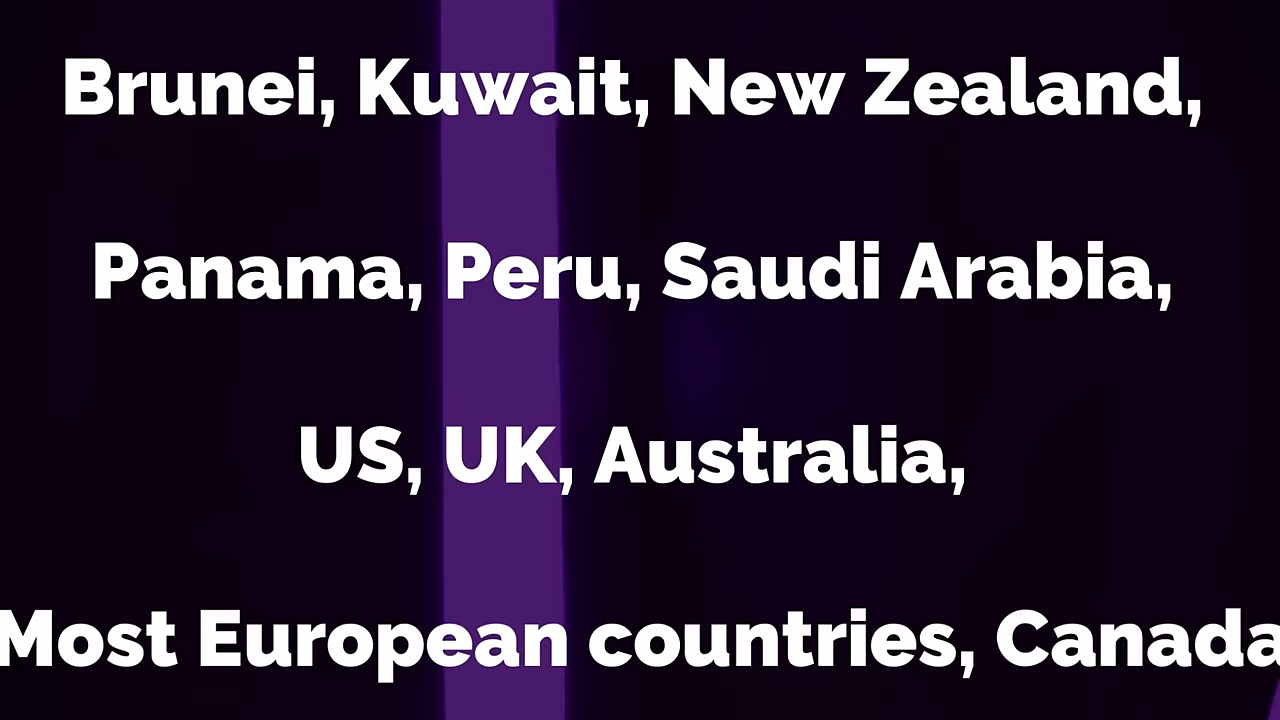 Brunei, Kuwait, New Zealand,
Panama, Peru, Saudi Arabia,
US, UK, Australia,
Most European countries, Canada